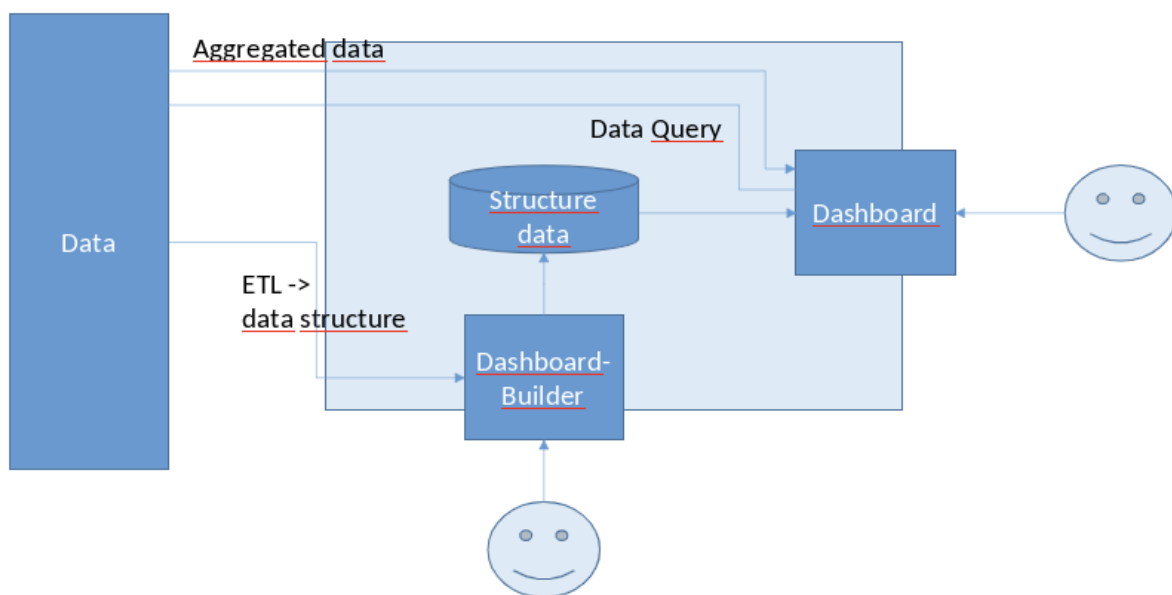 Aggregated data
Data Query
Structure
data
Dashboard
Data
ETL ->
data structure
Dashboard-
Builder